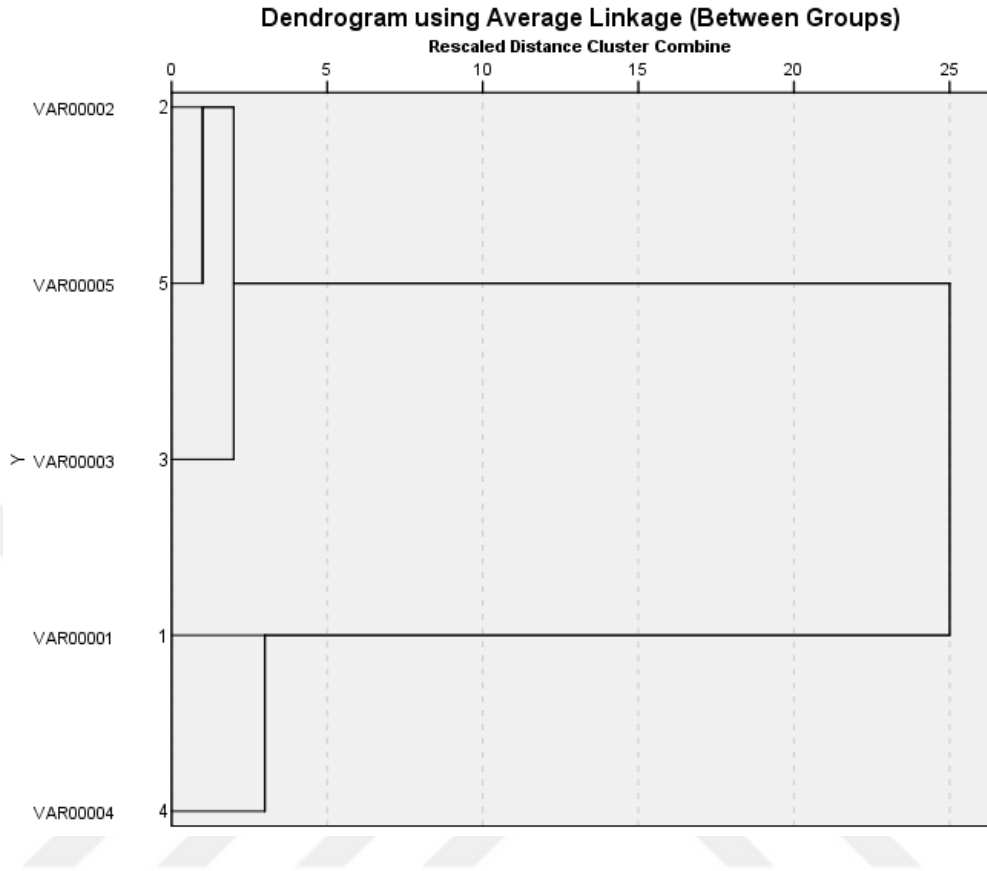 Dendrogram using Average Linkage (Between Groups)
Rescaled Distance Cluster Combine
0 5 10 15 20 25
VAR00002 2
VAR00005 5
Y VAR00003 3
VAR00001 1
VAR00004 4